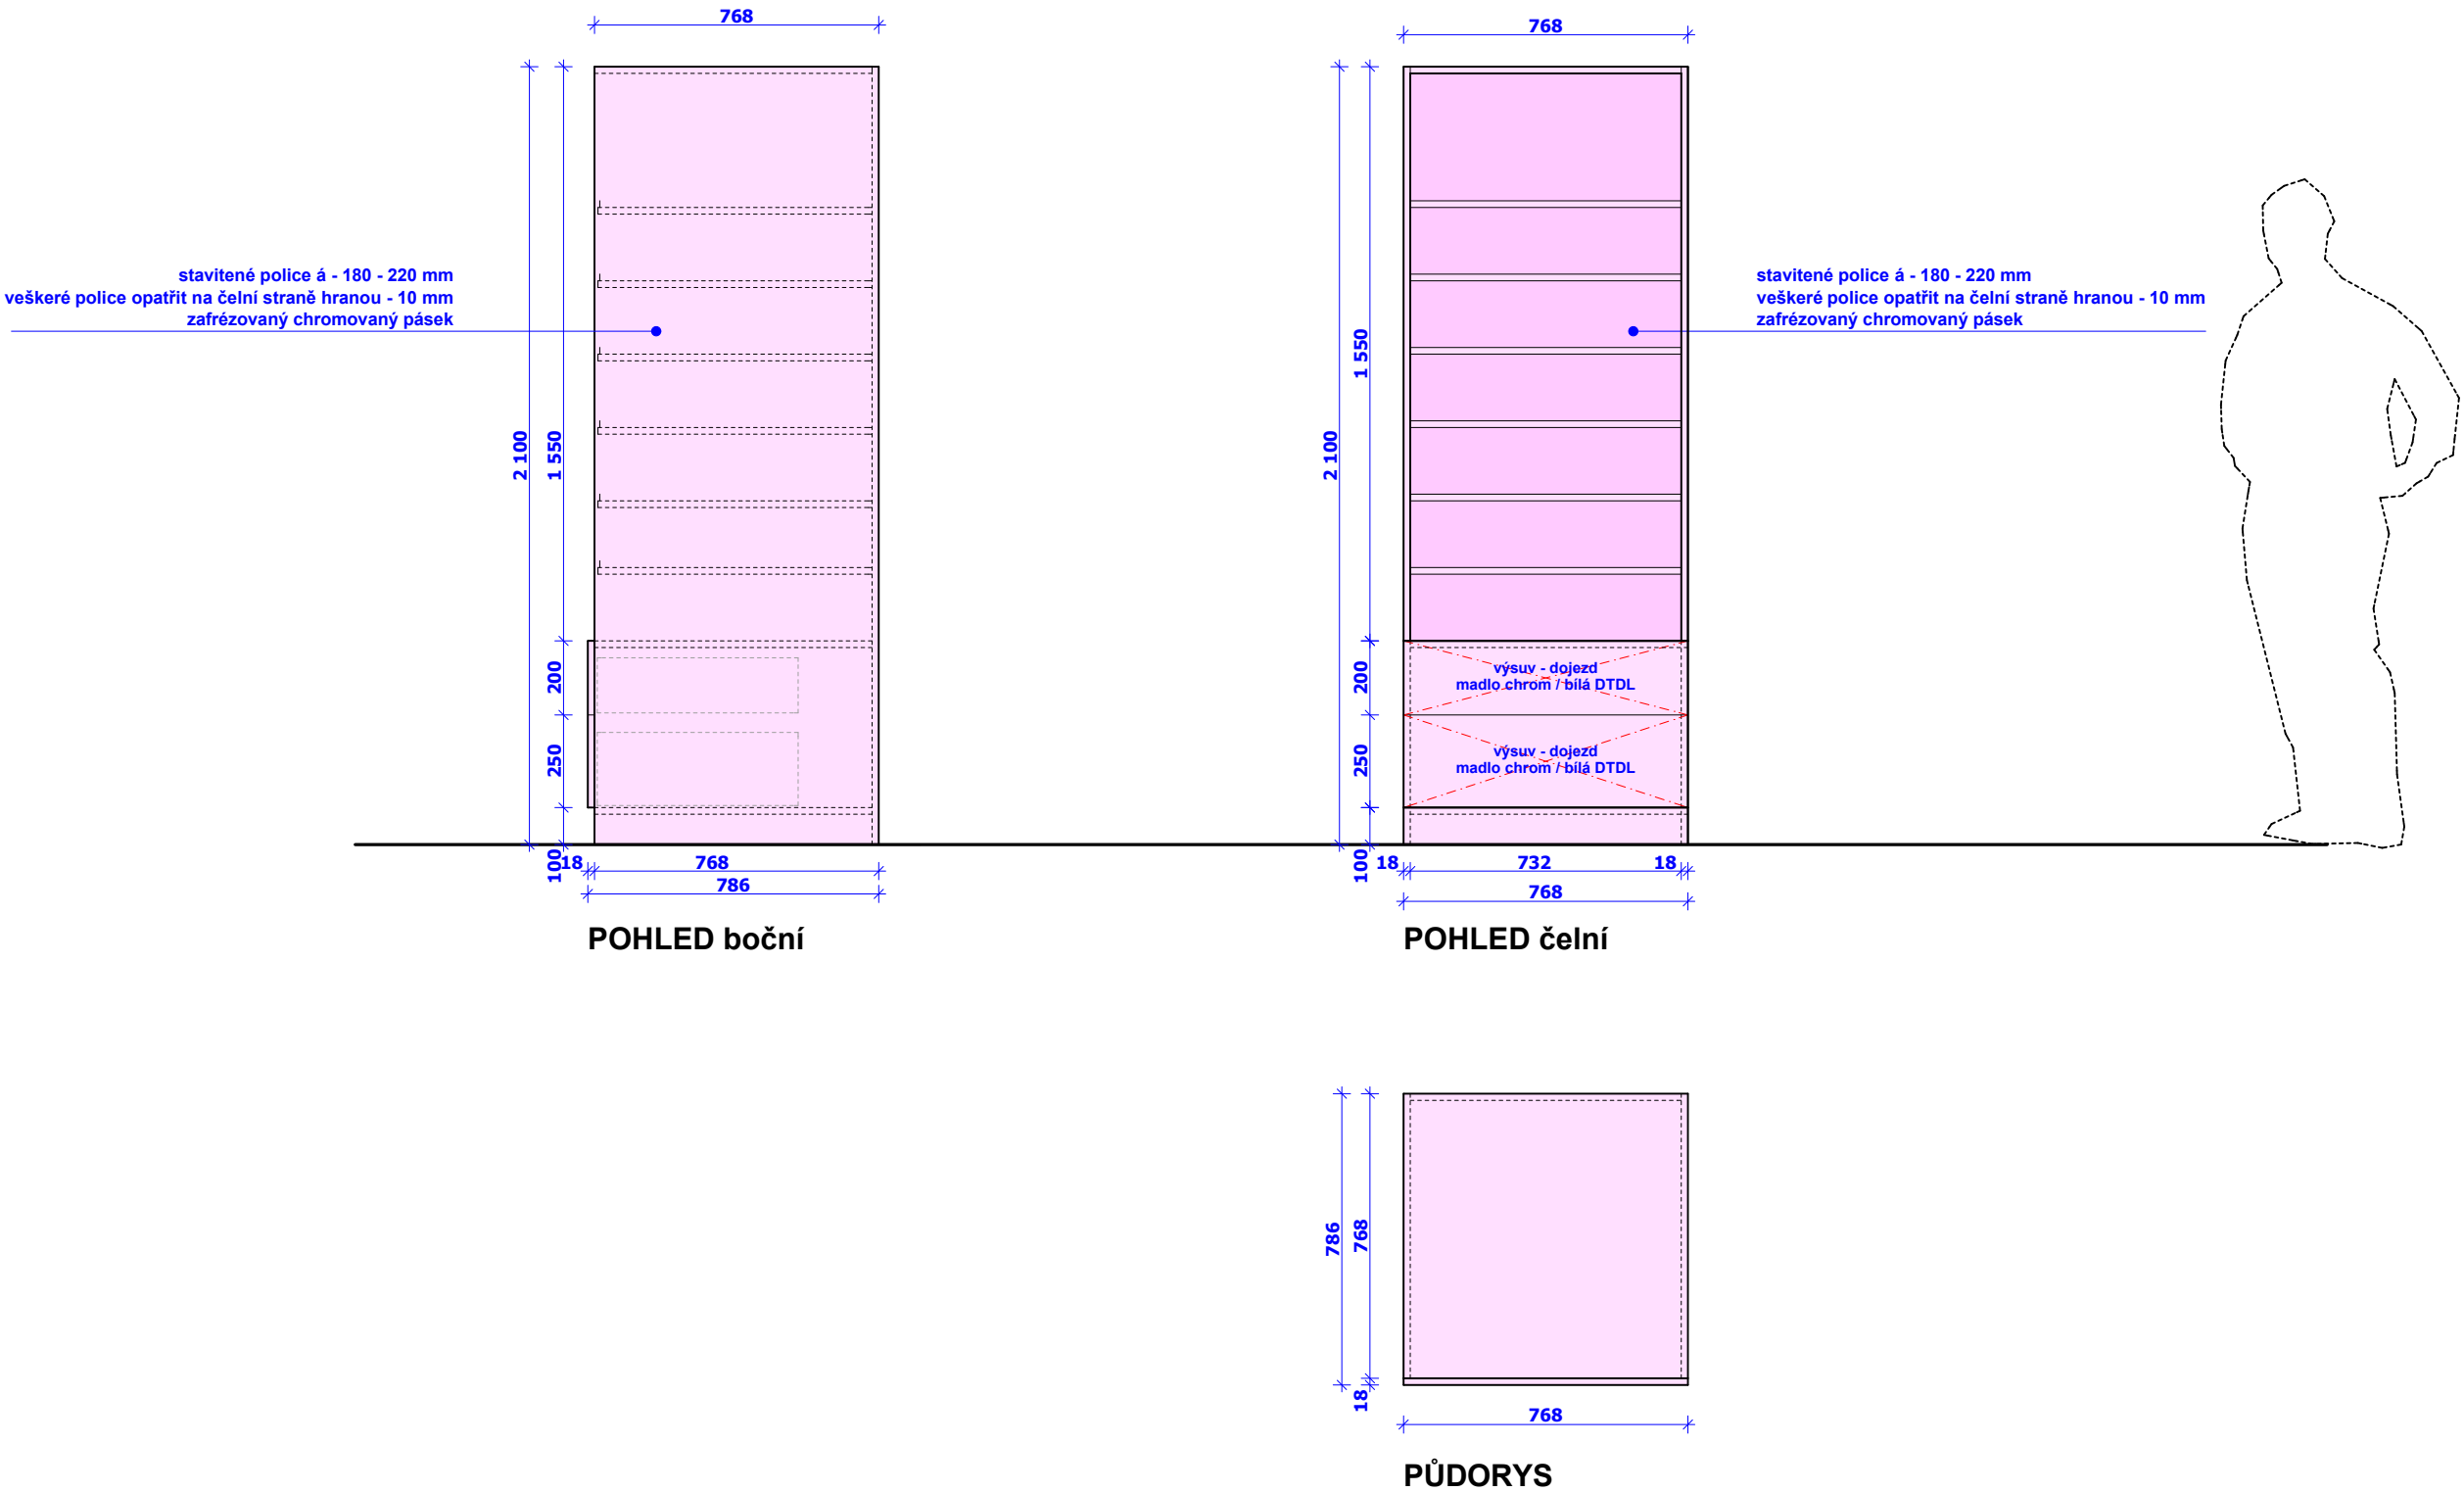 768
768
2 100
1 550
200
250
100
stavitené police á - 180 - 220 mm
veškeré police opatřit na čelní straně hranou - 10 mm
zafrézovaný chromovaný pásek
18
768
786
POHLED boční
2 100
1 550
200
250
100
stavitené police á - 180 - 220 mm
veškeré police opatřit na čelní straně hranou - 10 mm
zafrézovaný chromovaný pásek
výsuv - dojezd
madlo chrom / bílá DTDL
výsuv - dojezd
madlo chrom / bílá DTDL
18
732
18
768
POHLED čelní
786
768
18
768
PŮDORYS